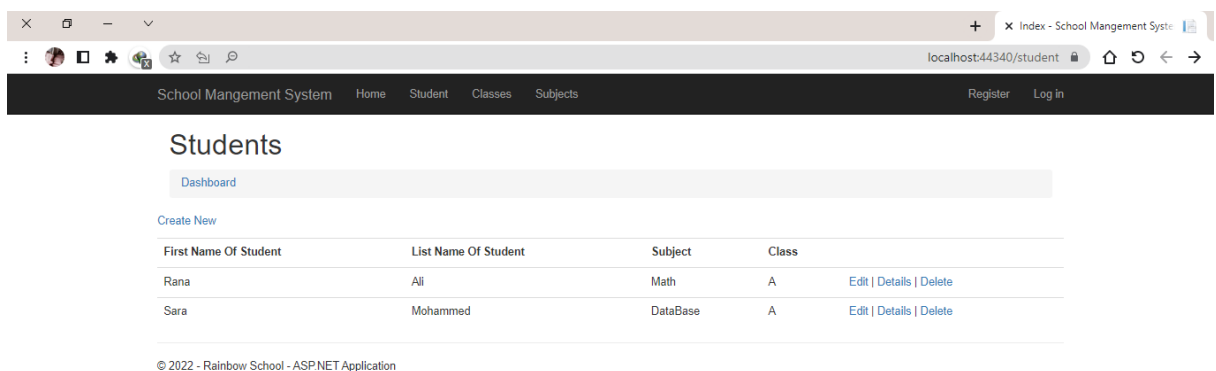 Index - School Mangement Syste
localhost:44340/student
School Mangement System Home Student Classes Subjects Register Log in
Students
Dashboard
Create New
First Name Of Student List Name Of Student Subject Class
Rana Ali Math A Edit | Details | Delete
Sara Mohammed DataBase A Edit | Details | Delete
© 2022 - Rainbow School - ASP.NET Application